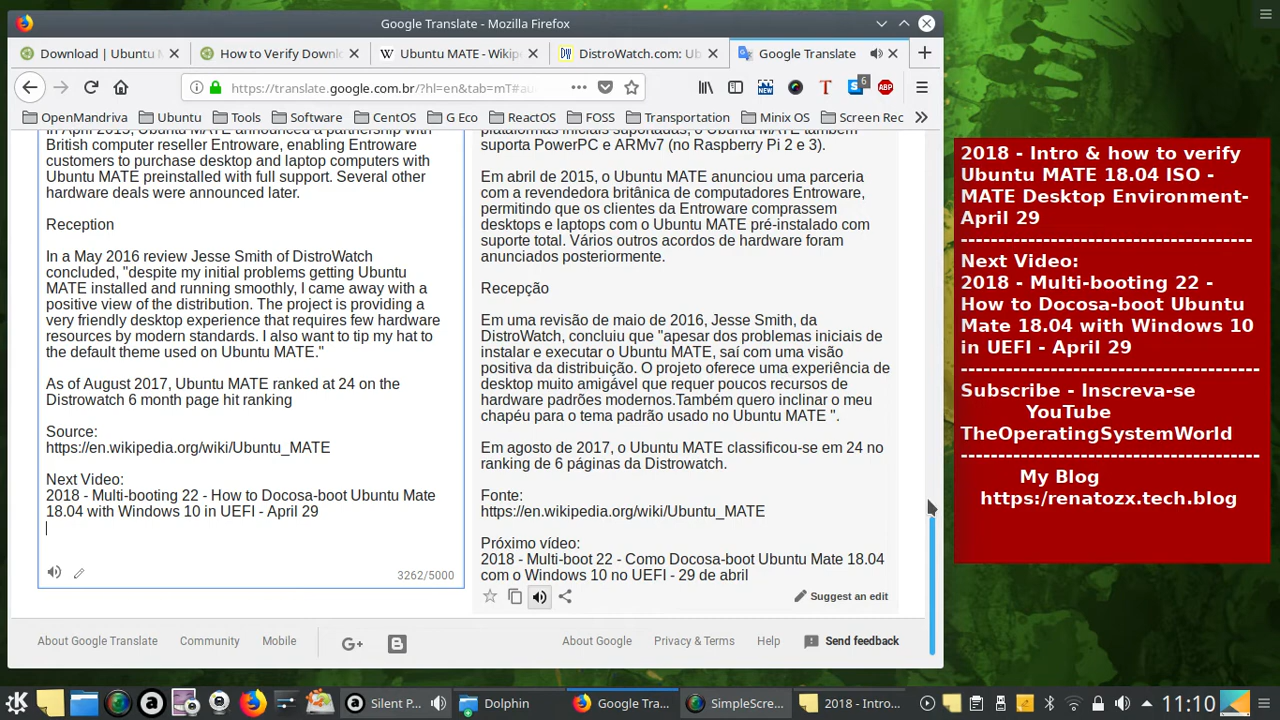 Google Translate - Mozilla Firefox
Download | Ubuntu M
How to Verify Downl
Ubuntu MATE - Wikip
DistroWatch.com: Ub
Google Translate
https://translate.google.com.br/?hl=en&tab=mT#au
6
ABP
OpenMandriva
Ubuntu
Tools
Software
CentOS
G Eco
ReactOS
FOSS
Transportation
Minix OS
Screen Rec
In April 2015, Ubuntu MATE announced a partnership with
British computer reseller Entroware, enabling Entroware
customers to purchase desktop and laptop computers with
Ubuntu MATE preinstalled with full support. Several other
hardware deals were announced later.
Reception
In a May 2016 review Jesse Smith of DistroWatch
concluded, "despite my initial problems getting Ubuntu
MATE installed and running smoothly, I came away with a
positive view of the distribution. The project is providing a
very friendly desktop experience that requires few hardware
resources by modern standards. I also want to tip my hat to
the default theme used on Ubuntu MATE."
As of August 2017, Ubuntu MATE ranked at 24 on the
Distrowatch 6 month page hit ranking
Source:
https://en.wikipedia.org/wiki/Ubuntu_MATE
Next Video:
2018 - Multi-booting 22 - How to Docosa-boot Ubuntu Mate
18.04 with Windows 10 in UEFI - April 29
3262/5000
plataformas iniciais suportadas, o Ubuntu MATE também
suporta PowerPC e ARMv7 (no Raspberry Pi 2 e 3).
Em abril de 2015, o Ubuntu MATE anunciou uma parceria
com a revendedora britânica de computadores Entroware,
permitindo que os clientes da Entroware comprassem
desktops e laptops com o Ubuntu MATE pré-instalado com
suporte total. Vários outros acordos de hardware foram
anunciados posteriormente.
Recepção
Em uma revisão de maio de 2016, Jesse Smith, da
DistroWatch, concluiu que "apesar dos problemas iniciais de
instalar e executar o Ubuntu MATE, saí com uma visão
positiva da distribuição. O projeto oferece uma experiência de
desktop muito amigável que requer poucos recursos de
hardware padrões modernos.Também quero inclinar o meu
chapéu para o tema padrão usado no Ubuntu MATE ".
Em agosto de 2017, o Ubuntu MATE classificou-se em 24 no
ranking de 6 páginas da Distrowatch.
Fonte:
https://en.wikipedia.org/wiki/Ubuntu_MATE
Próximo vídeo:
2018 - Multi-boot 22 - Como Docosa-boot Ubuntu Mate 18.04
com o Windows 10 no UEFI - 29 de abril
Suggest an edit
About Google Translate
Community
Mobile
G+
About Google
Privacy & Terms
Help
Send feedback
2018 - Intro & how to verify
Ubuntu MATE 18.04 ISO -
MATE Desktop Environment-
April 29
----------------------------------
Next Video:
2018 - Multi-booting 22 -
How to Docosa-boot Ubuntu
Mate 18.04 with Windows 10
in UEFI - April 29
-----------------------------------
Subscribe - Inscreva-se
YouTube
TheOperatingSystemWorld
-----------------------------------
My Blog
https:/renatozx.tech.blog
Silent P...
Dolphin
Google Tra...
SimpleScre...
2018 - Intro...
11:10